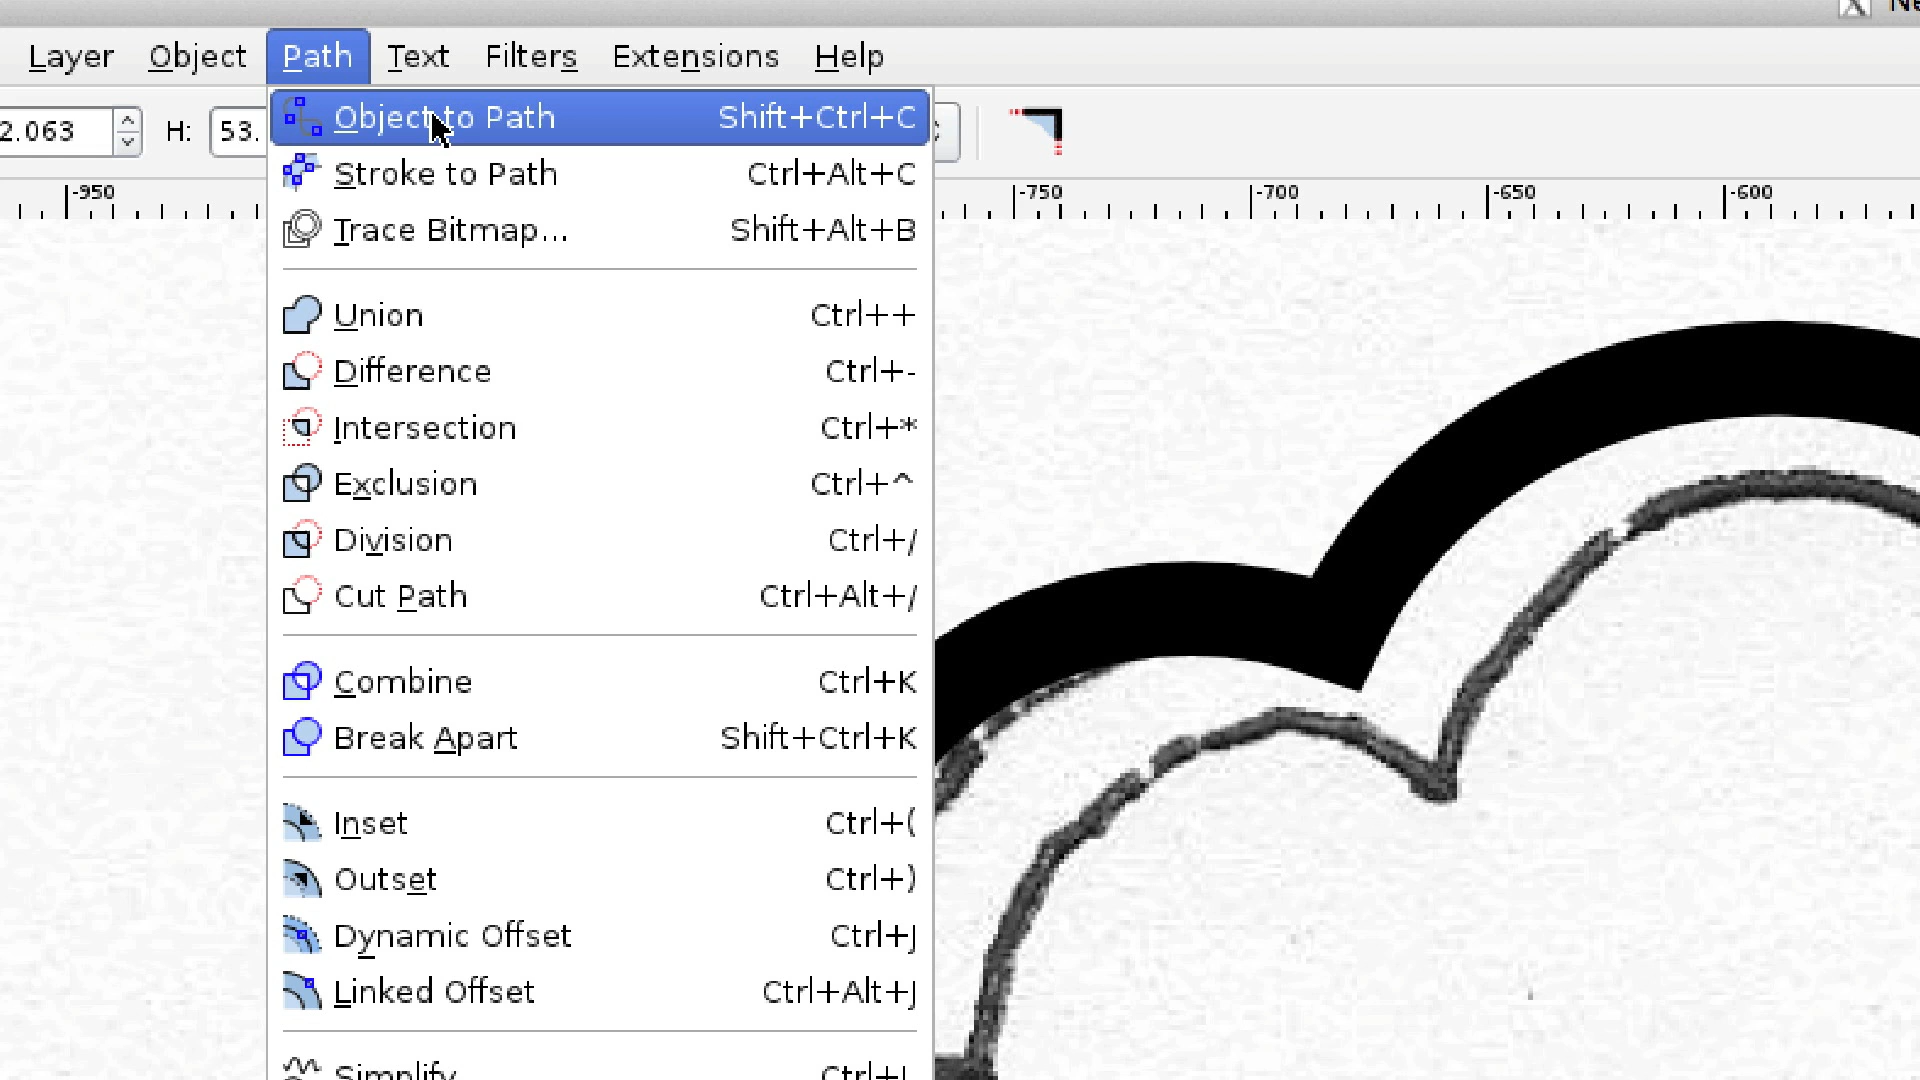 Layer Object Path Text Filters Extensions Help
2.063 H: 53.
Object to Path Shift+Ctrl+C
Stroke to Path Ctrl+Alt+C
-950 -750 -700 -650 -600
Trace Bitmap... Shift+Alt+B
Union Ctrl++
Difference Ctrl+-
Intersection Ctrl+*
Exclusion Ctrl+^
Division Ctrl+/
Cut Path Ctrl+Alt+/
Combine Ctrl+K
Break Apart Shift+Ctrl+K
Inset Ctrl+(
Outset Ctrl+)
Dynamic Offset Ctrl+J
Linked Offset Ctrl+Alt+J
Simplify Ctrl+L